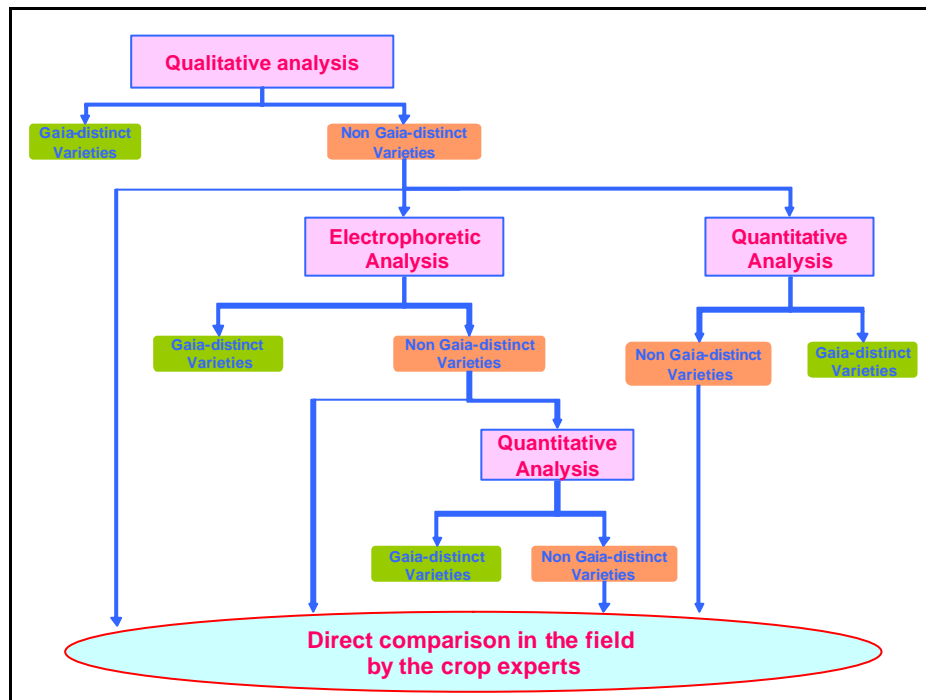 Qualitative analysis
Gaia-distinct
Varieties
Non Gaia-distinct
Varieties
Electrophoretic
Analysis
Quantitative
Analysis
Gaia-distinct
Varieties
Non Gaia-distinct
Varieties
Non Gaia-distinct
Varieties
Gaia-distinct
Varieties
Quantitative
Analysis
Gaia-distinct
Varieties
Non Gaia-distinct
Varieties
Direct comparison in the field
by the crop experts